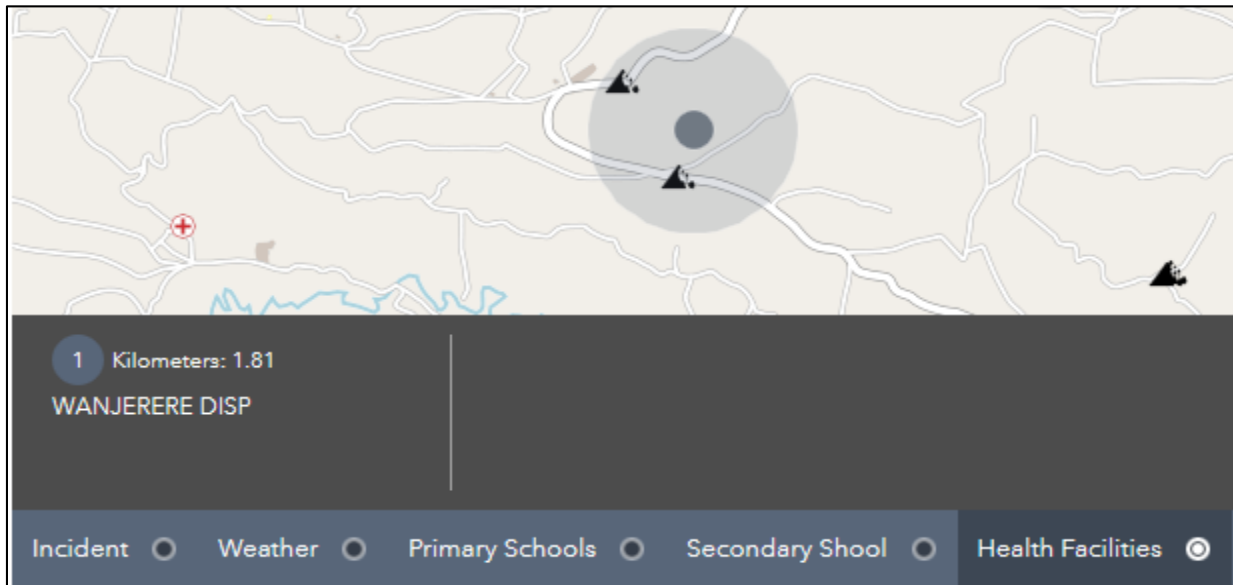 1 Kilometers: 1.81
WANJERERE DISP
Incident Weather Primary Schools Secondary Shool Health Facilities